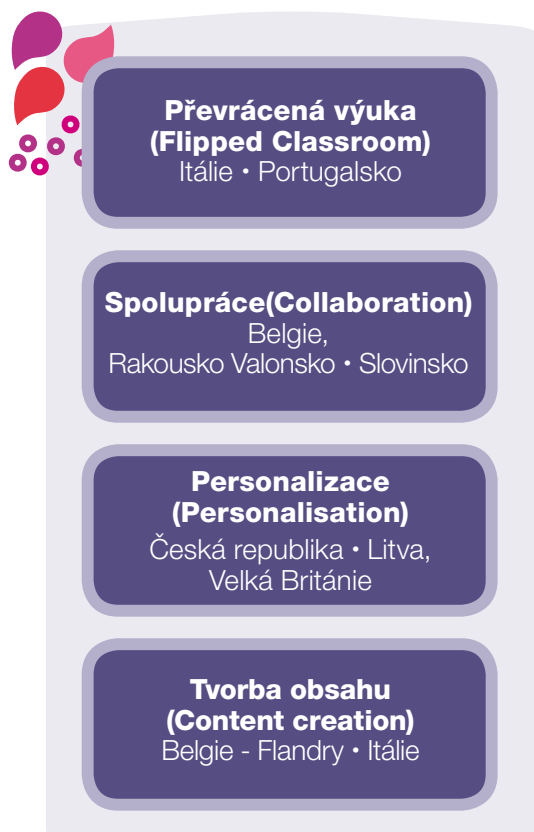 Převrácená výuka
(Flipped Classroom)
Itálie • Portugalsko
Spolupráce(Collaboration)
Belgie,
Rakousko Valonsko • Slovinsko
Personalizace
(Personalisation)
Česká republika • Litva,
Velká Británie
Tvorba obsahu
(Content creation)
Belgie - Flandry • Itálie